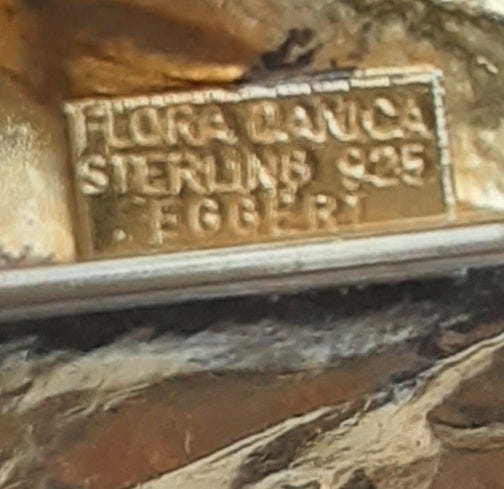 FLORA DANICA
STERLING 925
EGGERT